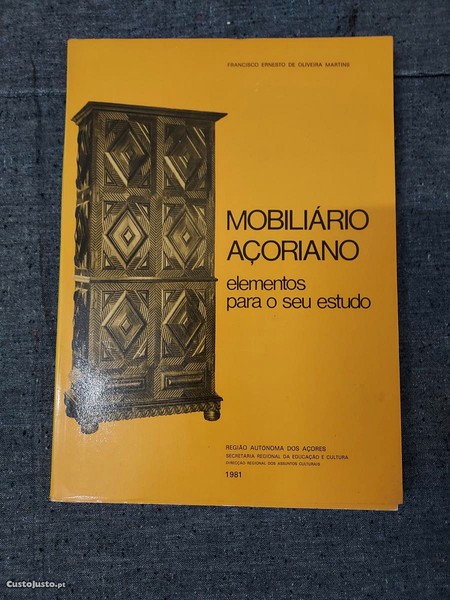 FRANCISCO ERNESTO DE OLIVEIRA MARTINS
MOBILIÁRIO
AÇORIANO
elementos
para o seu estudo
REGIÃO AUTÓNOMA DOS AÇORES
SECRETARIA REGIONAL DA EDUCAÇÃO E CULTURA
DIRECÇÃO REGIONAL DOS ASSUNTOS CULTURAIS
1981
CustoJusto.pt